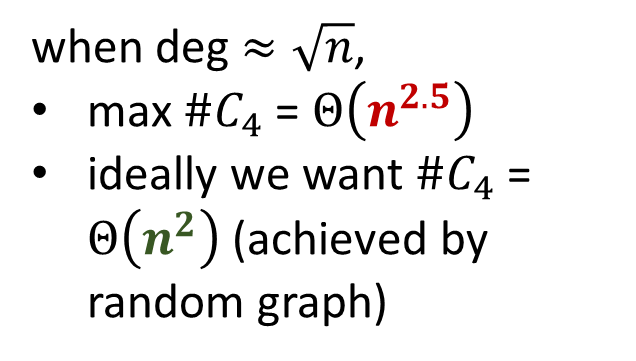 when deg ≈ √n,
• max #C₄ = Θ(n^2.5)
• ideally we want #C₄ =
Θ(n²) (achieved by
random graph)